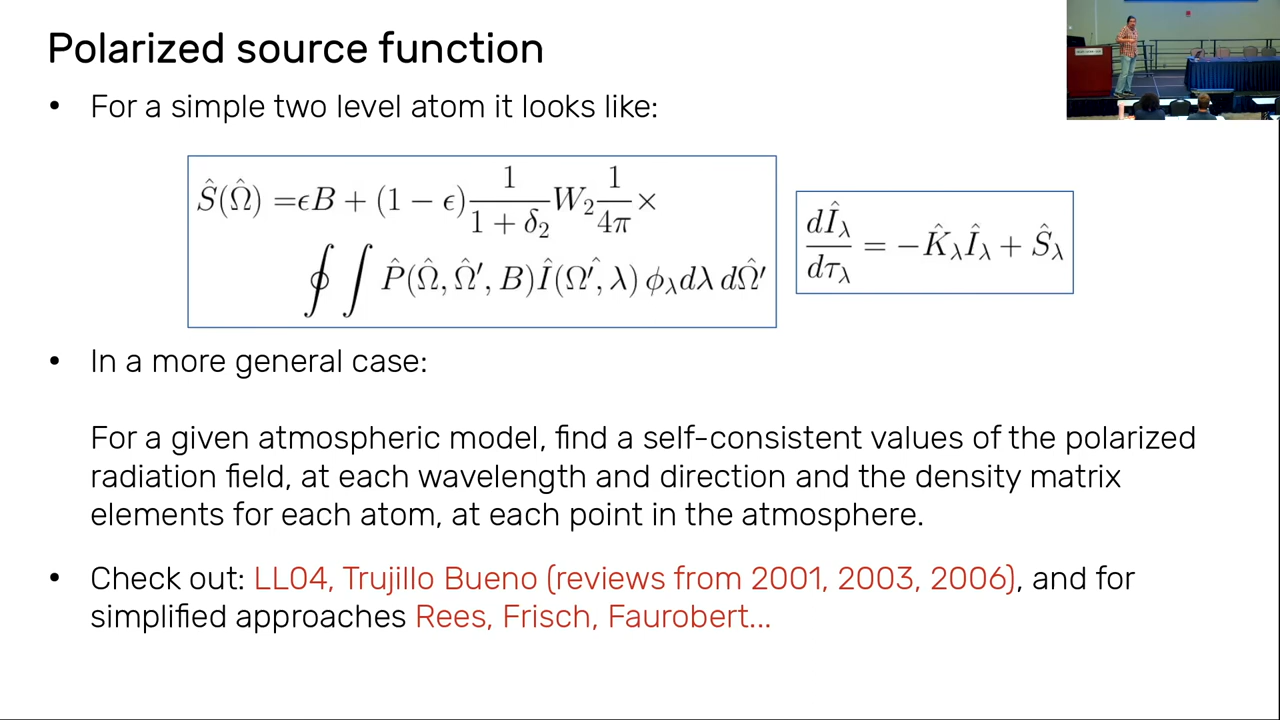 Polarized source function
• For a simple two level atom it looks like:
Ŝ(Ω̂) =ϵB + (1 − ϵ) 1/(1 + δ₂) W₂ 1/(4π) ×
∮ ∫ P̂(Ω̂, Ω̂′, B)Î(Ω̂′, λ) ϕ_λ dλ dΩ̂′
dÎ_λ/dτ_λ = −K̂_λ Î_λ + Ŝ_λ
• In a more general case:
For a given atmospheric model, find a self-consistent values of the polarized
radiation field, at each wavelength and direction and the density matrix
elements for each atom, at each point in the atmosphere.
• Check out: LL04, Trujillo Bueno (reviews from 2001, 2003, 2006), and for
simplified approaches Rees, Frisch, Faurobert...